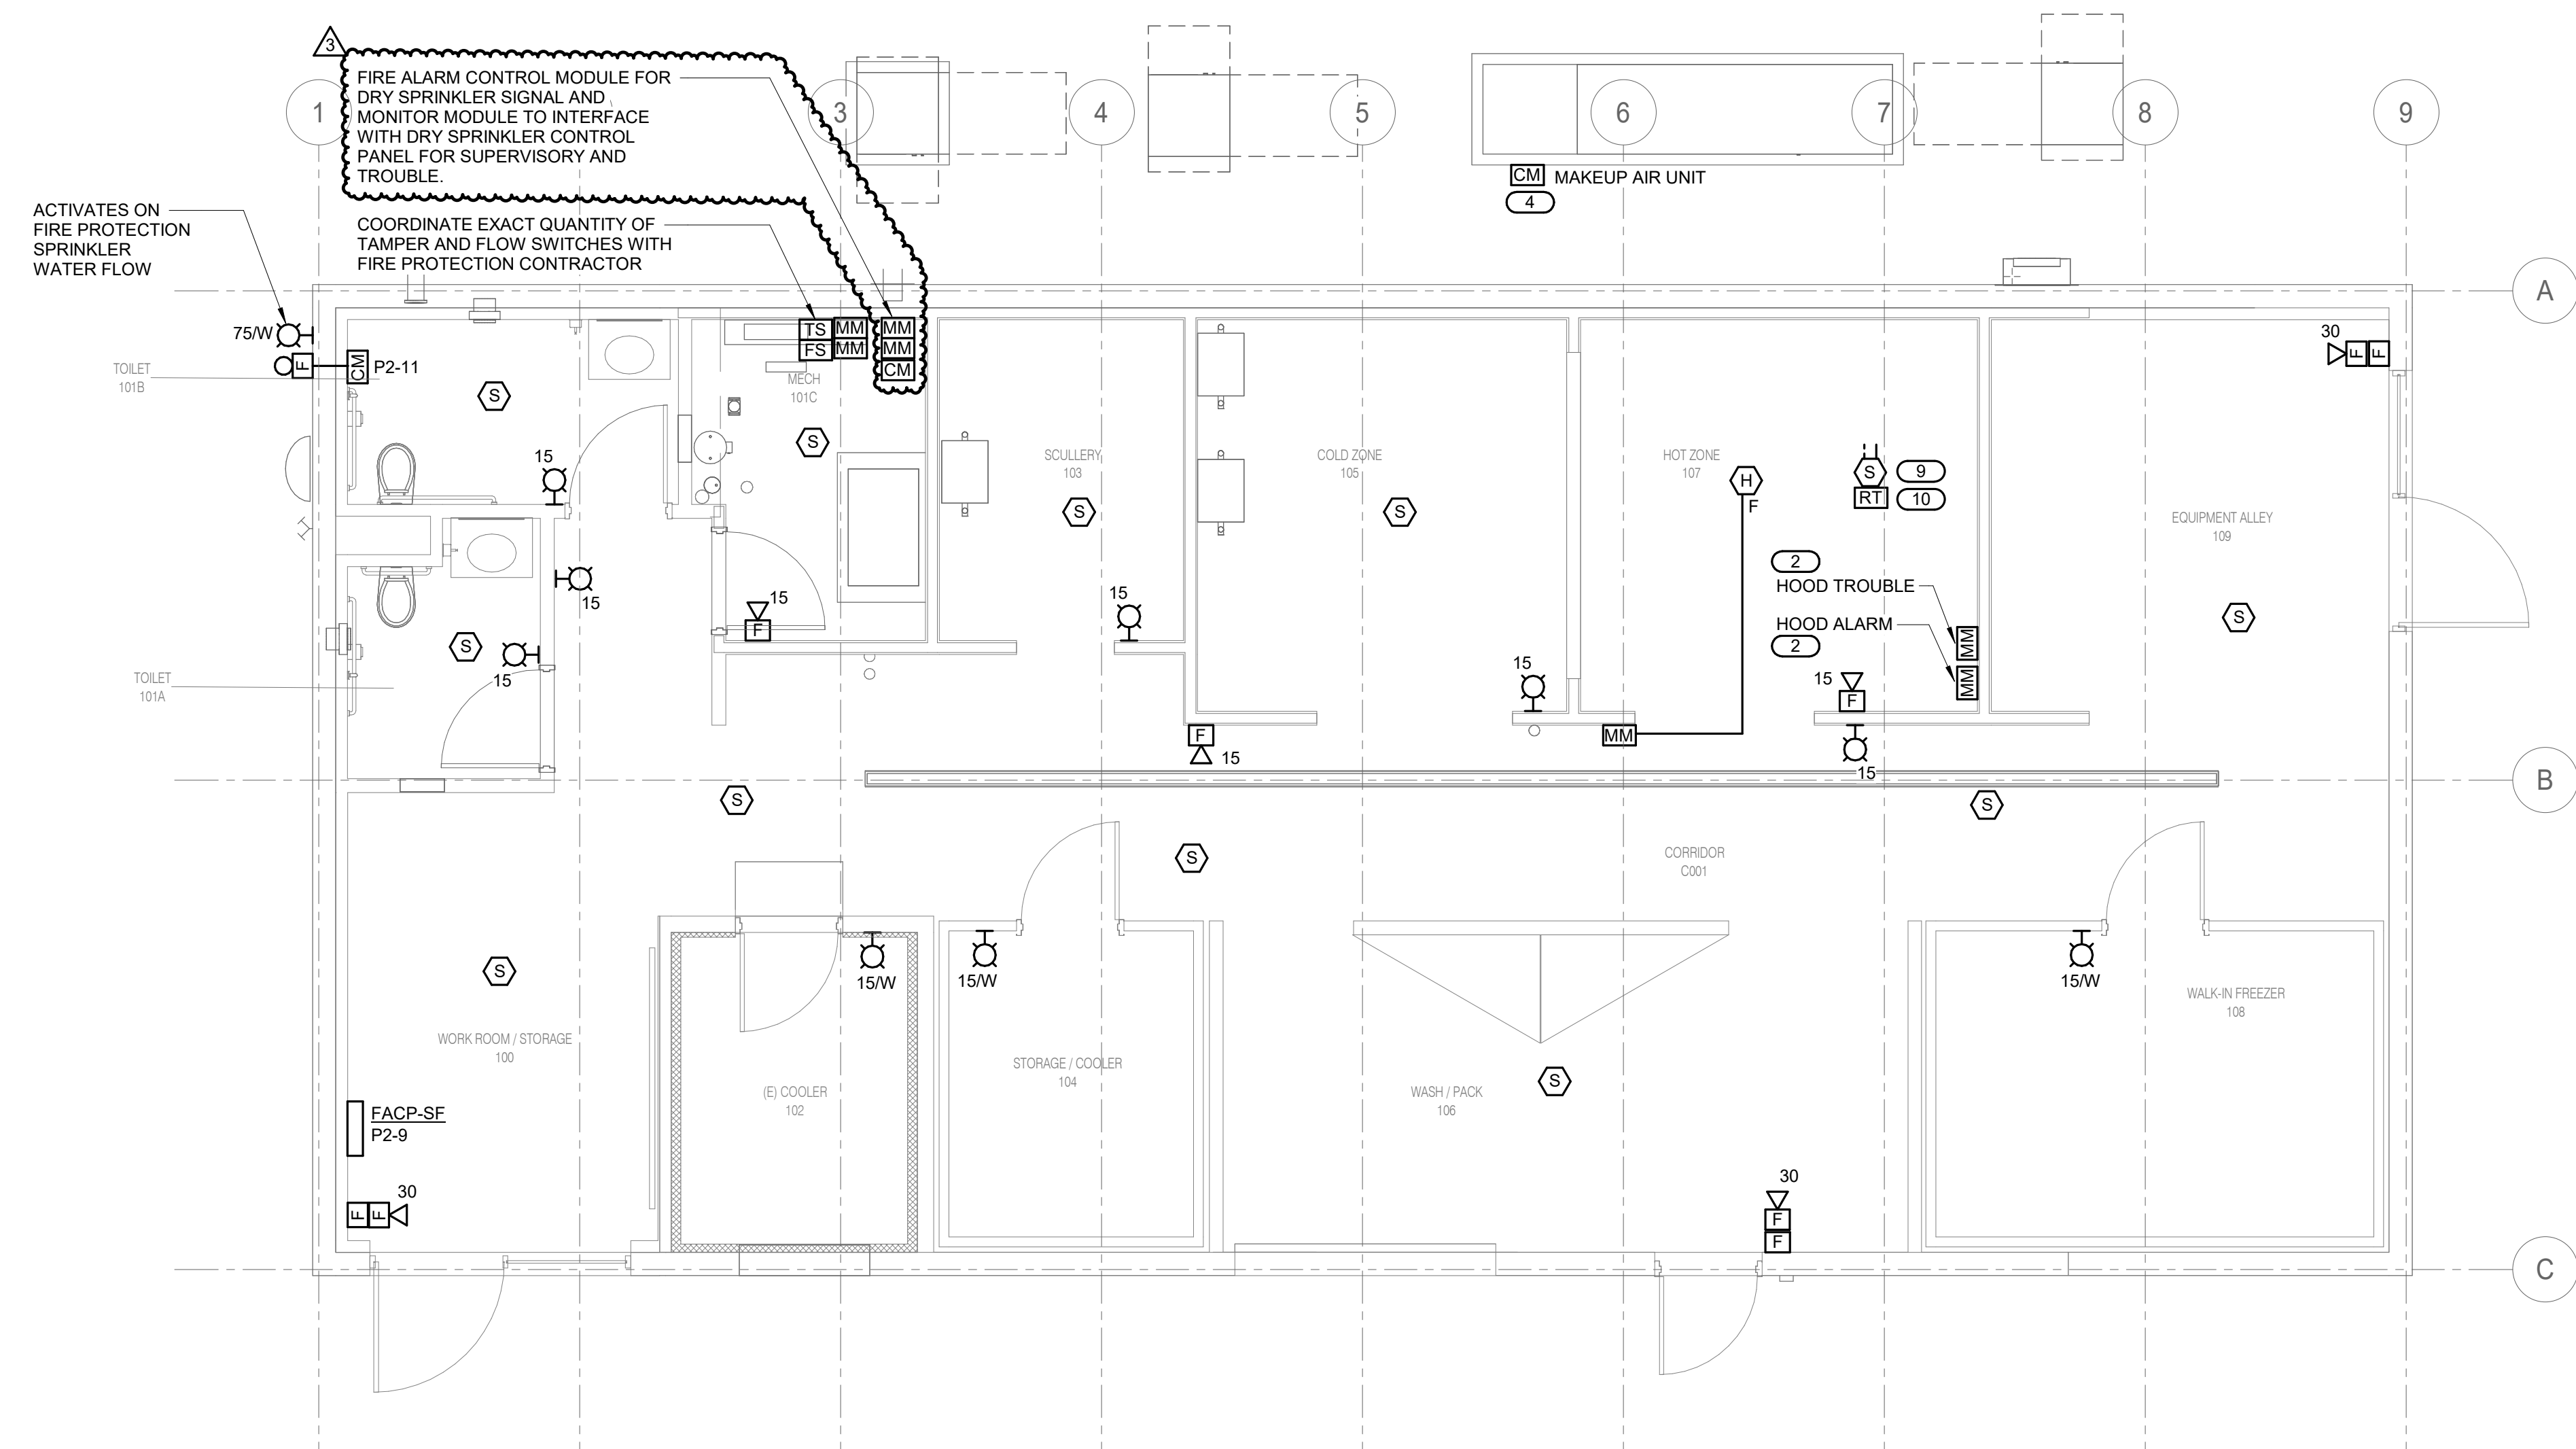 3
FIRE ALARM CONTROL MODULE FOR
DRY SPRINKLER SIGNAL AND
MONITOR MODULE TO INTERFACE
WITH DRY SPRINKLER CONTROL
PANEL FOR SUPERVISORY AND
TROUBLE.
1
3
4
5
6
7
8
9
CM MAKEUP AIR UNIT
4
ACTIVATES ON
FIRE PROTECTION
SPRINKLER
WATER FLOW
COORDINATE EXACT QUANTITY OF
TAMPER AND FLOW SWITCHES WITH
FIRE PROTECTION CONTRACTOR
A
75/W
F
CM
P2-11
TOILET
101B
S
TS MM
FS MM
MM
MM
CM
MECH
101C
S
30
F F
15
SCULLERY
103
S
COLD ZONE
105
S
HOT ZONE
107
H
F
S
9
RT
10
EQUIPMENT ALLEY
109
S
2
HOOD TROUBLE
MM
HOOD ALARM
MM
2
15
15
F
15
S
15
TOILET
101A
15
15
F
15
F
15
MM
15
B
S
S
S
CORRIDOR
C001
S
WORK ROOM / STORAGE
100
15/W
15/W
15/W
WALK-IN FREEZER
108
(E) COOLER
102
STORAGE / COOLER
104
WASH / PACK
106
S
FACP-SF
P2-9
30
F F
30
F
F
C